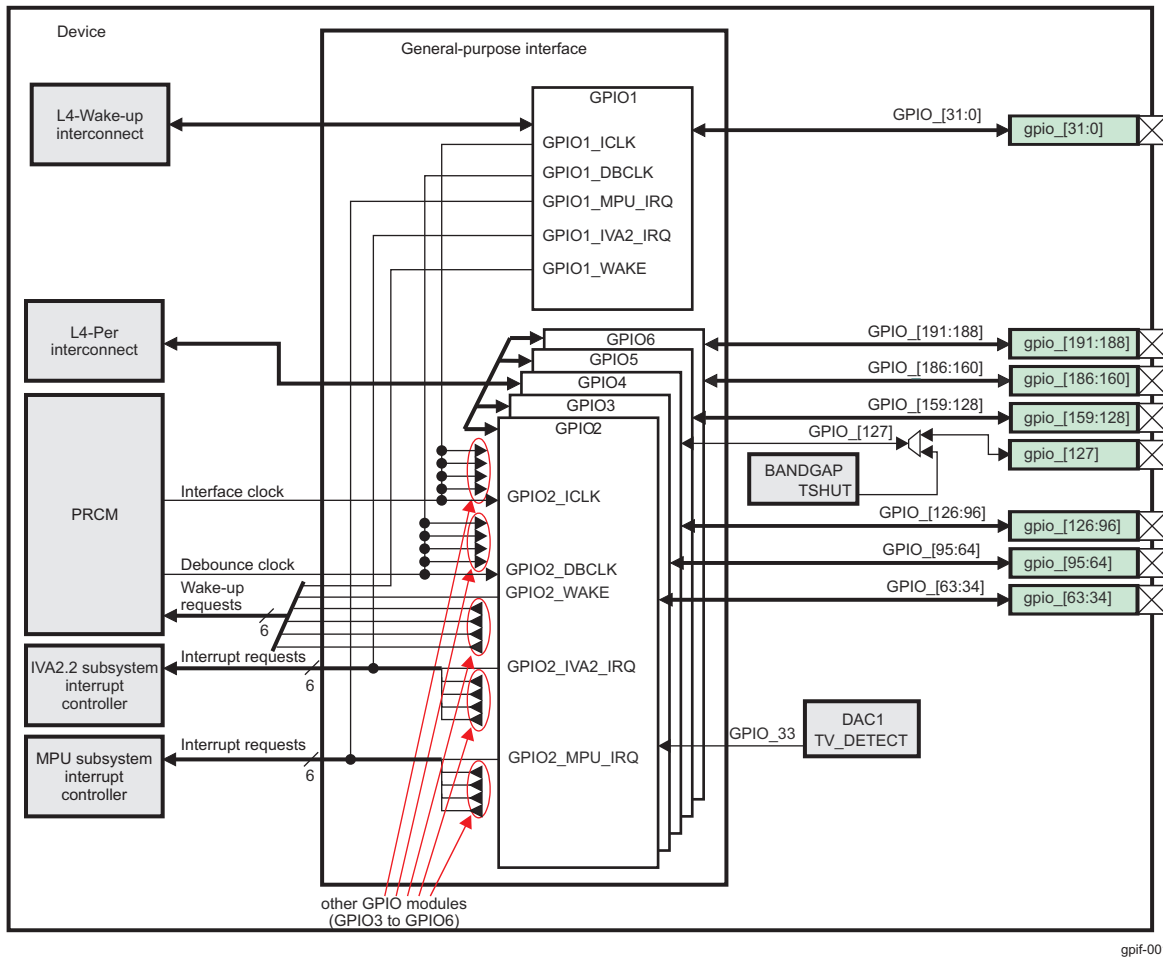 Device
General-purpose interface
L4-Wake-up
interconnect
GPIO1
GPIO1_ICLK
GPIO1_DBCLK
GPIO1_MPU_IRQ
GPIO1_IVA2_IRQ
GPIO1_WAKE
GPIO_[31:0]
gpio_[31:0]
L4-Per
interconnect
GPIO6
GPIO5
GPIO4
GPIO3
GPIO2
GPIO_[191:188]
gpio_[191:188]
GPIO_[186:160]
gpio_[186:160]
GPIO_[159:128]
gpio_[159:128]
GPIO_[127]
gpio_[127]
BANDGAP
TSHUT
PRCM
Interface clock
GPIO2_ICLK
GPIO_[126:96]
gpio_[126:96]
GPIO_[95:64]
gpio_[95:64]
GPIO_[63:34]
gpio_[63:34]
Debounce clock
GPIO2_DBCLK
Wake-up
requests
6
GPIO2_WAKE
IVA2.2 subsystem
interrupt
controller
Interrupt requests
6
GPIO2_IVA2_IRQ
MPU subsystem
interrupt
controller
Interrupt requests
6
GPIO2_MPU_IRQ
GPIO_33
DAC1
TV_DETECT
other GPIO modules
(GPIO3 to GPIO6)
gpif-00